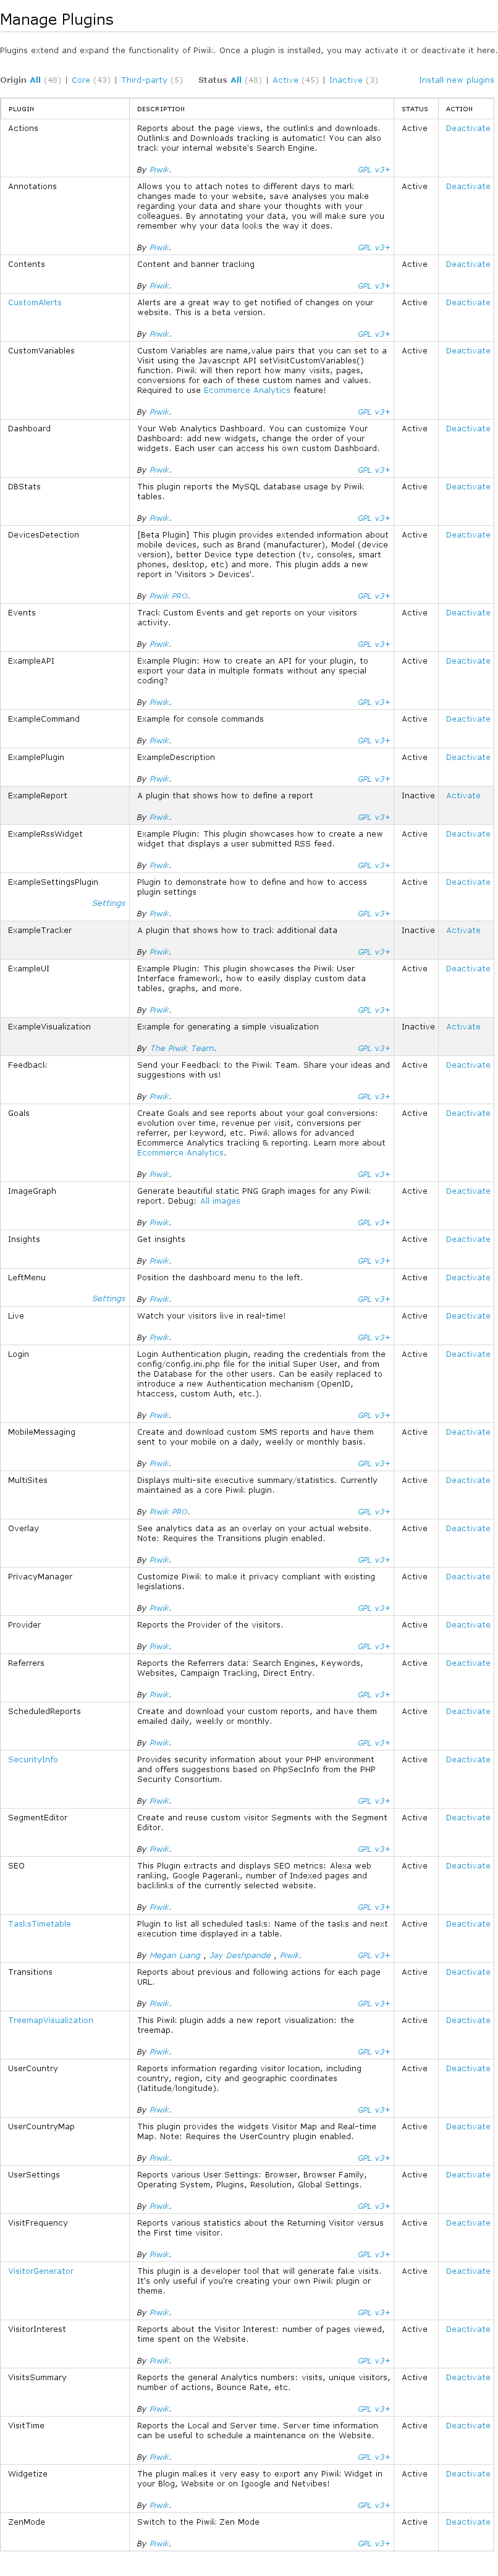 Manage Plugins
Plugins extend and expand the functionality of Piwik. Once a plugin is installed, you may activate it or deactivate it here.
Origin All (48) | Core (43) | Third-party (5) Status All (48) | Active (45) | Inactive (3) Install new plugins
PLUGIN DESCRIPTION STATUS ACTION
Actions Reports about the page views, the outlinks and downloads. Active Deactivate
Outlinks and Downloads tracking is automatic! You can also
track your internal website's Search Engine.
By Piwik. GPL v3+
Annotations Allows you to attach notes to different days to mark Active Deactivate
changes made to your website, save analyses you make
regarding your data and share your thoughts with your
colleagues. By annotating your data, you will make sure you
remember why your data looks the way it does.
By Piwik. GPL v3+
Contents Content and banner tracking Active Deactivate
By Piwik. GPL v3+
CustomAlerts Alerts are a great way to get notified of changes on your Active Deactivate
website. This is a beta version.
By Piwik. GPL v3+
CustomVariables Custom Variables are name,value pairs that you can set to a Active Deactivate
Visit using the Javascript API setVisitCustomVariables()
function. Piwik will then report how many visits, pages,
conversions for each of these custom names and values.
Required to use Ecommerce Analytics feature!
By Piwik. GPL v3+
Dashboard Your Web Analytics Dashboard. You can customize Your Active Deactivate
Dashboard: add new widgets, change the order of your
widgets. Each user can access his own custom Dashboard.
By Piwik. GPL v3+
DBStats This plugin reports the MySQL database usage by Piwik Active Deactivate
tables.
By Piwik. GPL v3+
DevicesDetection [Beta Plugin] This plugin provides extended information about Active Deactivate
mobile devices, such as Brand (manufacturer), Model (device
version), better Device type detection (tv, consoles, smart
phones, desktop, etc) and more. This plugin adds a new
report in 'Visitors > Devices'.
By Piwik PRO. GPL v3+
Events Track Custom Events and get reports on your visitors Active Deactivate
activity.
By Piwik. GPL v3+
ExampleAPI Example Plugin: How to create an API for your plugin, to Active Deactivate
export your data in multiple formats without any special
coding?
By Piwik. GPL v3+
ExampleCommand Example for console commands Active Deactivate
By Piwik. GPL v3+
ExamplePlugin ExampleDescription Active Deactivate
By Piwik. GPL v3+
ExampleReport A plugin that shows how to define a report Inactive Activate
By Piwik. GPL v3+
ExampleRssWidget Example Plugin: This plugin showcases how to create a new Active Deactivate
widget that displays a user submitted RSS feed.
By Piwik. GPL v3+
ExampleSettingsPlugin Plugin to demonstrate how to define and how to access Active Deactivate
plugin settings
Settings
By Piwik. GPL v3+
ExampleTracker A plugin that shows how to track additional data Inactive Activate
By Piwik. GPL v3+
ExampleUI Example Plugin: This plugin showcases the Piwik User Active Deactivate
Interface framework, how to easily display custom data
tables, graphs, and more.
By Piwik. GPL v3+
ExampleVisualization Example for generating a simple visualization Inactive Activate
By The Piwik Team. GPL v3+
Feedback Send your Feedback to the Piwik Team. Share your ideas and Active Deactivate
suggestions with us!
By Piwik. GPL v3+
Goals Create Goals and see reports about your goal conversions: Active Deactivate
evolution over time, revenue per visit, conversions per
referrer, per keyword, etc. Piwik allows for advanced
Ecommerce Analytics tracking & reporting. Learn more about
Ecommerce Analytics.
By Piwik. GPL v3+
ImageGraph Generate beautiful static PNG Graph images for any Piwik Active Deactivate
report. Debug: All images
By Piwik. GPL v3+
Insights Get insights Active Deactivate
By Piwik. GPL v3+
LeftMenu Position the dashboard menu to the left. Active Deactivate
Settings By Piwik. GPL v3+
Live Watch your visitors live in real-time! Active Deactivate
By Piwik. GPL v3+
Login Login Authentication plugin, reading the credentials from the Active Deactivate
config/config.ini.php file for the initial Super User, and from
the Database for the other users. Can be easily replaced to
introduce a new Authentication mechanism (OpenID,
htaccess, custom Auth, etc.).
By Piwik. GPL v3+
MobileMessaging Create and download custom SMS reports and have them Active Deactivate
sent to your mobile on a daily, weekly or monthly basis.
By Piwik. GPL v3+
MultiSites Displays multi-site executive summary/statistics. Currently Active Deactivate
maintained as a core Piwik plugin.
By Piwik PRO. GPL v3+
Overlay See analytics data as an overlay on your actual website. Active Deactivate
Note: Requires the Transitions plugin enabled.
By Piwik. GPL v3+
PrivacyManager Customize Piwik to make it privacy compliant with existing Active Deactivate
legislations.
By Piwik. GPL v3+
Provider Reports the Provider of the visitors. Active Deactivate
By Piwik. GPL v3+
Referrers Reports the Referrers data: Search Engines, Keywords, Active Deactivate
Websites, Campaign Tracking, Direct Entry.
By Piwik. GPL v3+
ScheduledReports Create and download your custom reports, and have them Active Deactivate
emailed daily, weekly or monthly.
By Piwik. GPL v3+
SecurityInfo Provides security information about your PHP environment Active Deactivate
and offers suggestions based on PhpSecInfo from the PHP
Security Consortium.
By Piwik. GPL v3+
SegmentEditor Create and reuse custom visitor Segments with the Segment Active Deactivate
Editor.
By Piwik. GPL v3+
SEO This Plugin extracts and displays SEO metrics: Alexa web Active Deactivate
ranking, Google Pagerank, number of Indexed pages and
backlinks of the currently selected website.
By Piwik. GPL v3+
TasksTimetable Plugin to list all scheduled tasks: Name of the tasks and next Active Deactivate
execution time displayed in a table.
By Megan Liang , Jay Deshpande , Piwik. GPL v3+
Transitions Reports about previous and following actions for each page Active Deactivate
URL.
By Piwik. GPL v3+
TreemapVisualization This Piwik plugin adds a new report visualization: the Active Deactivate
treemap.
By Piwik. GPL v3+
UserCountry Reports information regarding visitor location, including Active Deactivate
country, region, city and geographic coordinates
(latitude/longitude).
By Piwik. GPL v3+
UserCountryMap This plugin provides the widgets Visitor Map and Real-time Active Deactivate
Map. Note: Requires the UserCountry plugin enabled.
By Piwik. GPL v3+
UserSettings Reports various User Settings: Browser, Browser Family, Active Deactivate
Operating System, Plugins, Resolution, Global Settings.
By Piwik. GPL v3+
VisitFrequency Reports various statistics about the Returning Visitor versus Active Deactivate
the First time visitor.
By Piwik. GPL v3+
VisitorGenerator This plugin is a developer tool that will generate fake visits. Active Deactivate
It's only useful if you're creating your own Piwik plugin or
theme.
By Piwik. GPL v3+
VisitorInterest Reports about the Visitor Interest: number of pages viewed, Active Deactivate
time spent on the Website.
By Piwik. GPL v3+
VisitsSummary Reports the general Analytics numbers: visits, unique visitors, Active Deactivate
number of actions, Bounce Rate, etc.
By Piwik. GPL v3+
VisitTime Reports the Local and Server time. Server time information Active Deactivate
can be useful to schedule a maintenance on the Website.
By Piwik. GPL v3+
Widgetize The plugin makes it very easy to export any Piwik Widget in Active Deactivate
your Blog, Website or on Igoogle and Netvibes!
By Piwik. GPL v3+
ZenMode Switch to the Piwik Zen Mode Active Deactivate
By Piwik. GPL v3+